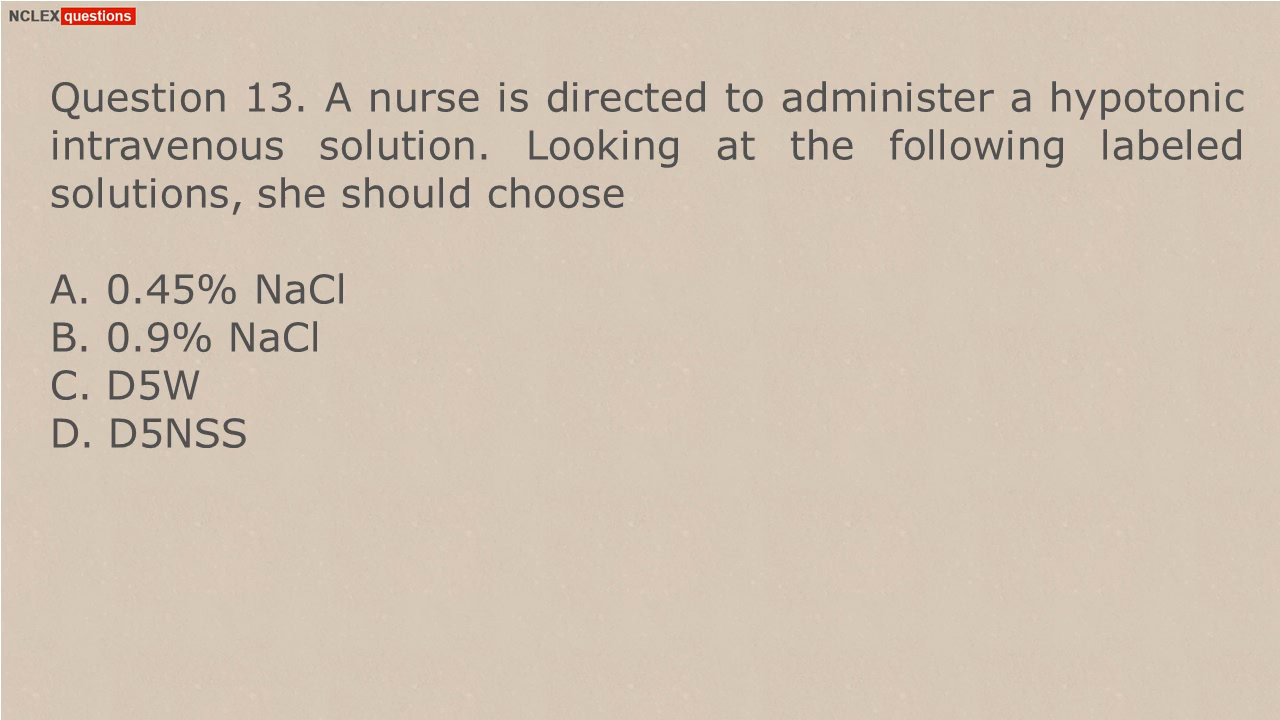 NCLEX questions
Question 13. A nurse is directed to administer a hypotonic
intravenous solution. Looking at the following labeled
solutions, she should choose
A. 0.45% NaCl
B. 0.9% NaCl
C. D5W
D. D5NSS